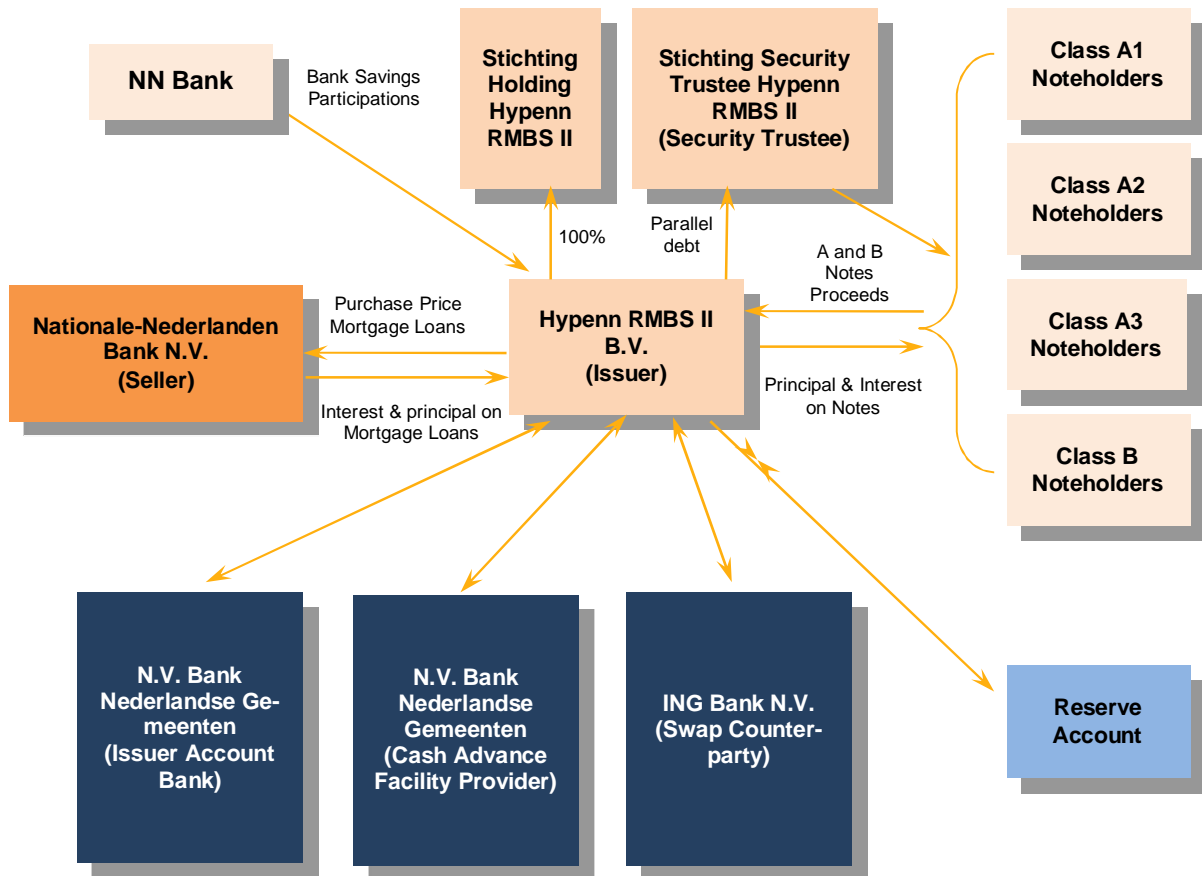 NN Bank
Bank Savings
Participations
Stichting
Holding
Hypenn
RMBS II
Stichting Security
Trustee Hypenn
RMBS II
(Security Trustee)
Class A1
Noteholders
Class A2
Noteholders
100%
Parallel
debt
A and B
Notes
Proceeds
Nationale-Nederlanden
Bank N.V.
(Seller)
Purchase Price
Mortgage Loans
Interest & principal on
Mortgage Loans
Hypenn RMBS II
B.V.
(Issuer)
Principal & Interest
on Notes
Class A3
Noteholders
Class B
Noteholders
N.V. Bank
Nederlandse Ge-
meenten
(Issuer Account
Bank)
N.V. Bank
Nederlandse
Gemeenten
(Cash Advance
Facility Provider)
ING Bank N.V.
(Swap Counter-
party)
Reserve
Account